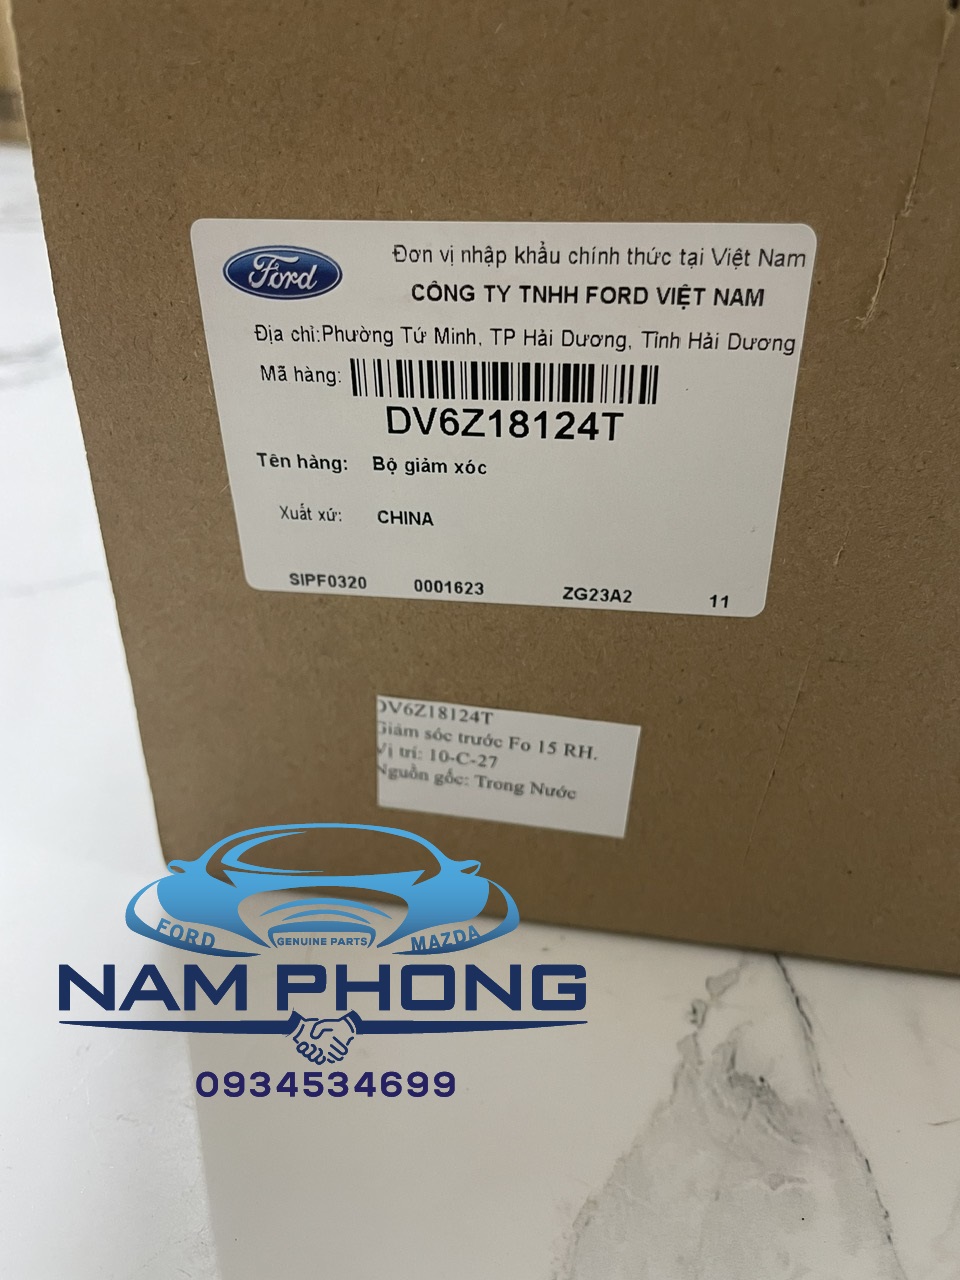 Ford
Đơn vị nhập khẩu chính thức tại Việt Nam
CÔNG TY TNHH FORD VIỆT NAM
Địa chỉ:Phường Tứ Minh, TP Hải Dương, Tỉnh Hải Dương
Mã hàng:
DV6Z18124T
Tên hàng: Bộ giảm xóc
Xuất xứ: CHINA
SIPF0320 0001623 ZG23A2 11
DV6Z18124T
Giảm sóc trước Fo 15 RH.
Vị trí: 10-C-27
Nguồn gốc: Trong Nước
FORD GENUINE PARTS MAZDA
NAM PHONG
0934534699